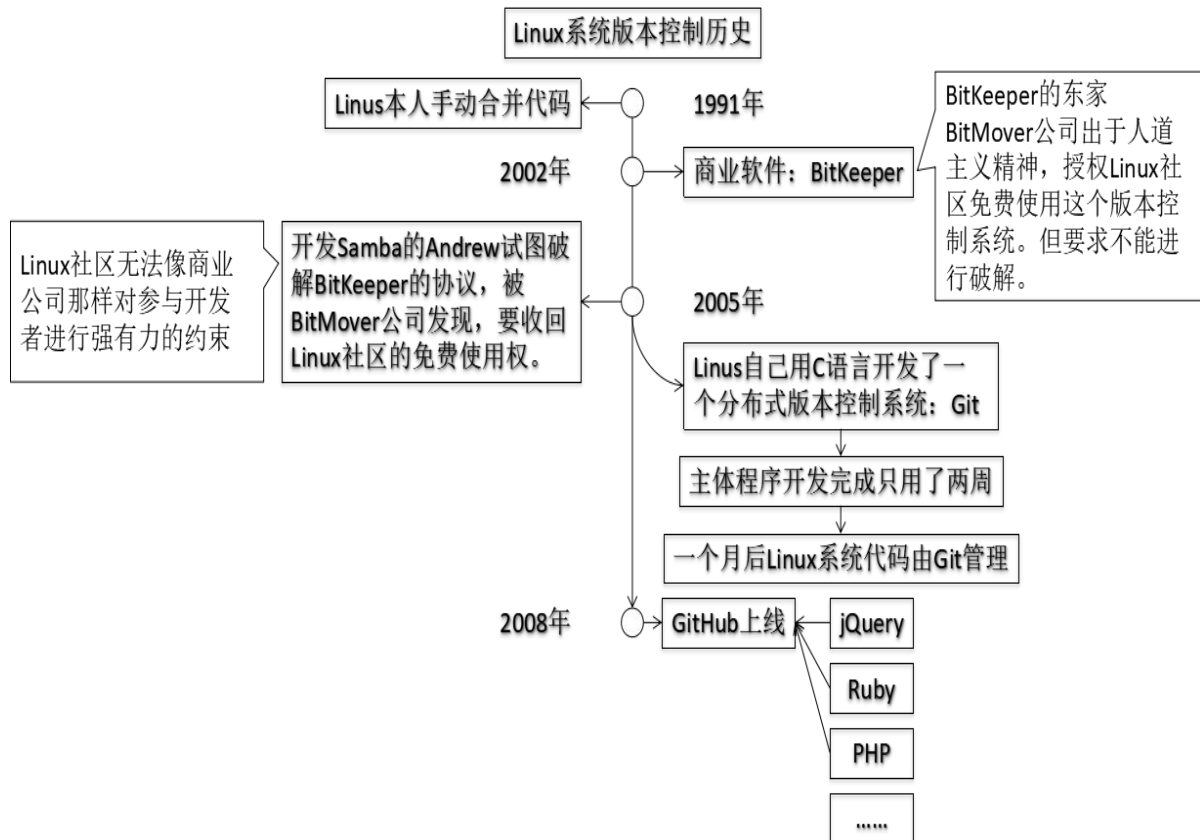 Linux系统版本控制历史
Linus本人手动合并代码
1991年
BitKeeper的东家
BitMover公司出于人道
主义精神，授权Linux社
区免费使用这个版本控
制系统。但要求不能进
行破解。
2002年
商业软件：BitKeeper
Linux社区无法像商业
公司那样对参与开发
者进行强有力的约束
开发Samba的Andrew试图破
解BitKeeper的协议，被
BitMover公司发现，要收回
Linux社区的免费使用权。
2005年
Linus自己用C语言开发了一
个分布式版本控制系统：Git
主体程序开发完成只用了两周
一个月后Linux系统代码由Git管理
2008年
GitHub上线
jQuery
Ruby
PHP
……